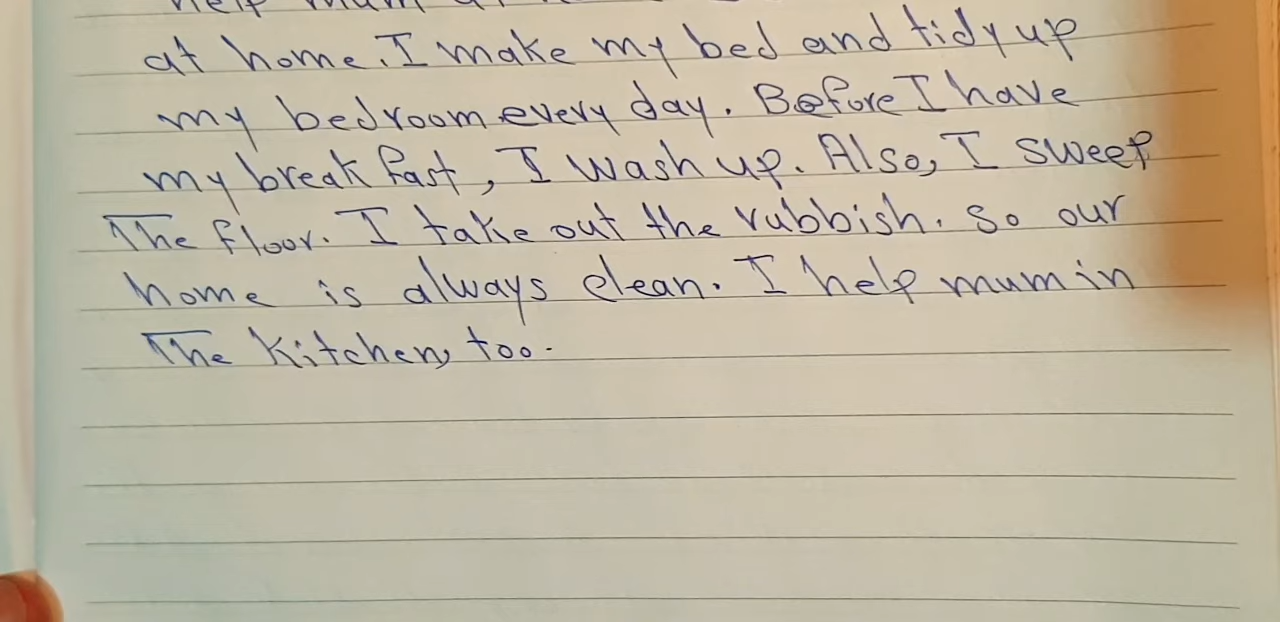 help mum
at home. I make my bed and tidy up
my bedroom every day. Before I have
my breakfast, I wash up. Also, I sweep
The floor. I take out the rubbish. So our
home is always clean. I help mum in
The kitchen, too.